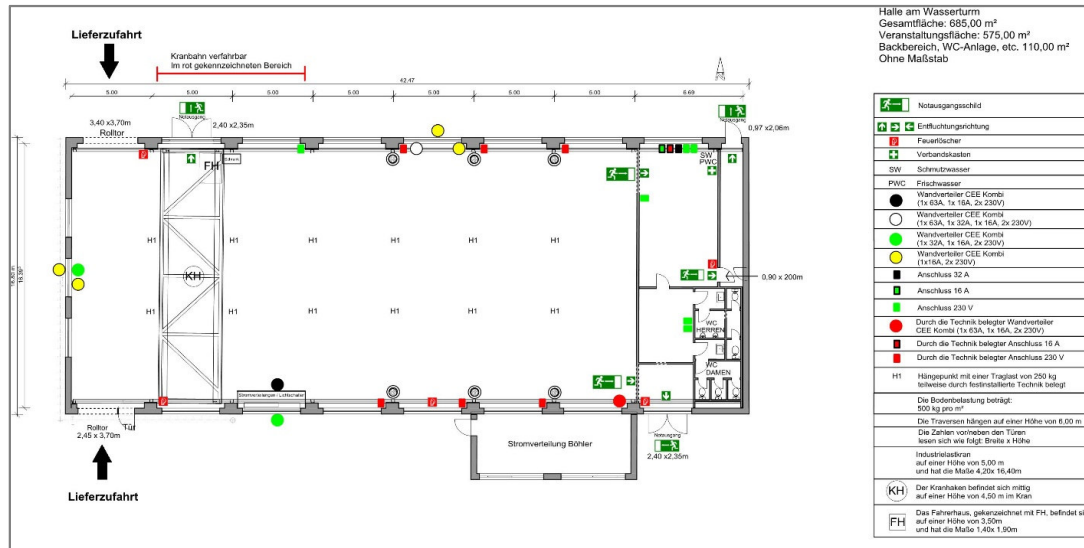 Halle am Wasserturm
Gesamtfläche: 685,00 m²
Veranstaltungsfläche: 575,00 m²
Backbereich, WC-Anlage, etc. 110,00 m²
Ohne Maßstab
Lieferzufahrt
Kranbahn verfahrbar
Im rot gekennzeichneten Bereich
42.47
5.00 5.00 5.00 5.00 5.00 5.00 5.00 6.69
3,40 x3,70m
Rolltor
Notausgang
2,40 x2,35m
Notausgang
0,97 x2,06m
FH
SW
PWC
H1 H1 H1 H1 H1 H1
KH
0,90 x 200m
H1 H1 H1 H1 H1 H1
WC
HERREN
WC
DAMEN
Rolltor
2,45 x 3,70m
Tür
Stromverteilung Böhler
Notausgang
2,40 x2,35m
Lieferzufahrt
Notausgangsschild
Entfluchtungsrichtung
Feuerlöscher
Verbandskasten
SW Schmutzwasser
PWC Frischwasser
Wandverteiler CEE Kombi
(1x 63A, 1x 16A, 2x 230V)
Wandverteiler CEE Kombi
(1x 63A, 1x 32A, 1x 16A, 2x 230V)
Wandverteiler CEE Kombi
(1x 32A, 1x 16A, 2x 230V)
Wandverteiler CEE Kombi
(1x16A, 2x 230V)
Anschluss 32 A
Anschluss 16 A
Anschluss 230 V
Durch die Technik belegter Wandverteiler
CEE Kombi (1x 63A, 1x 16A, 2x 230V)
Durch die Technik belegter Anschluss 16 A
Durch die Technik belegter Anschluss 230 V
H1 Hängepunkt mit einer Traglast von 250 kg
teilweise durch festinstallierte Technik belegt
Die Bodenbelastung beträgt:
500 kg pro m²
Die Traversen hängen auf einer Höhe von 6,00 m
Die Zahlen vor/neben den Türen
lesen sich wie folgt: Breite x Höhe
Industrielastkran
auf einer Höhe von 5,00 m
und hat die Maße 4,20x 16,40m
KH Der Kranhaken befindet sich mittig
auf einer Höhe von 4,50 m im Kran
FH Das Fahrerhaus, gekennzeichnet mit FH, befindet si
auf einer Höhe von 3,50m
und hat die Maße 1,40x 1,90m